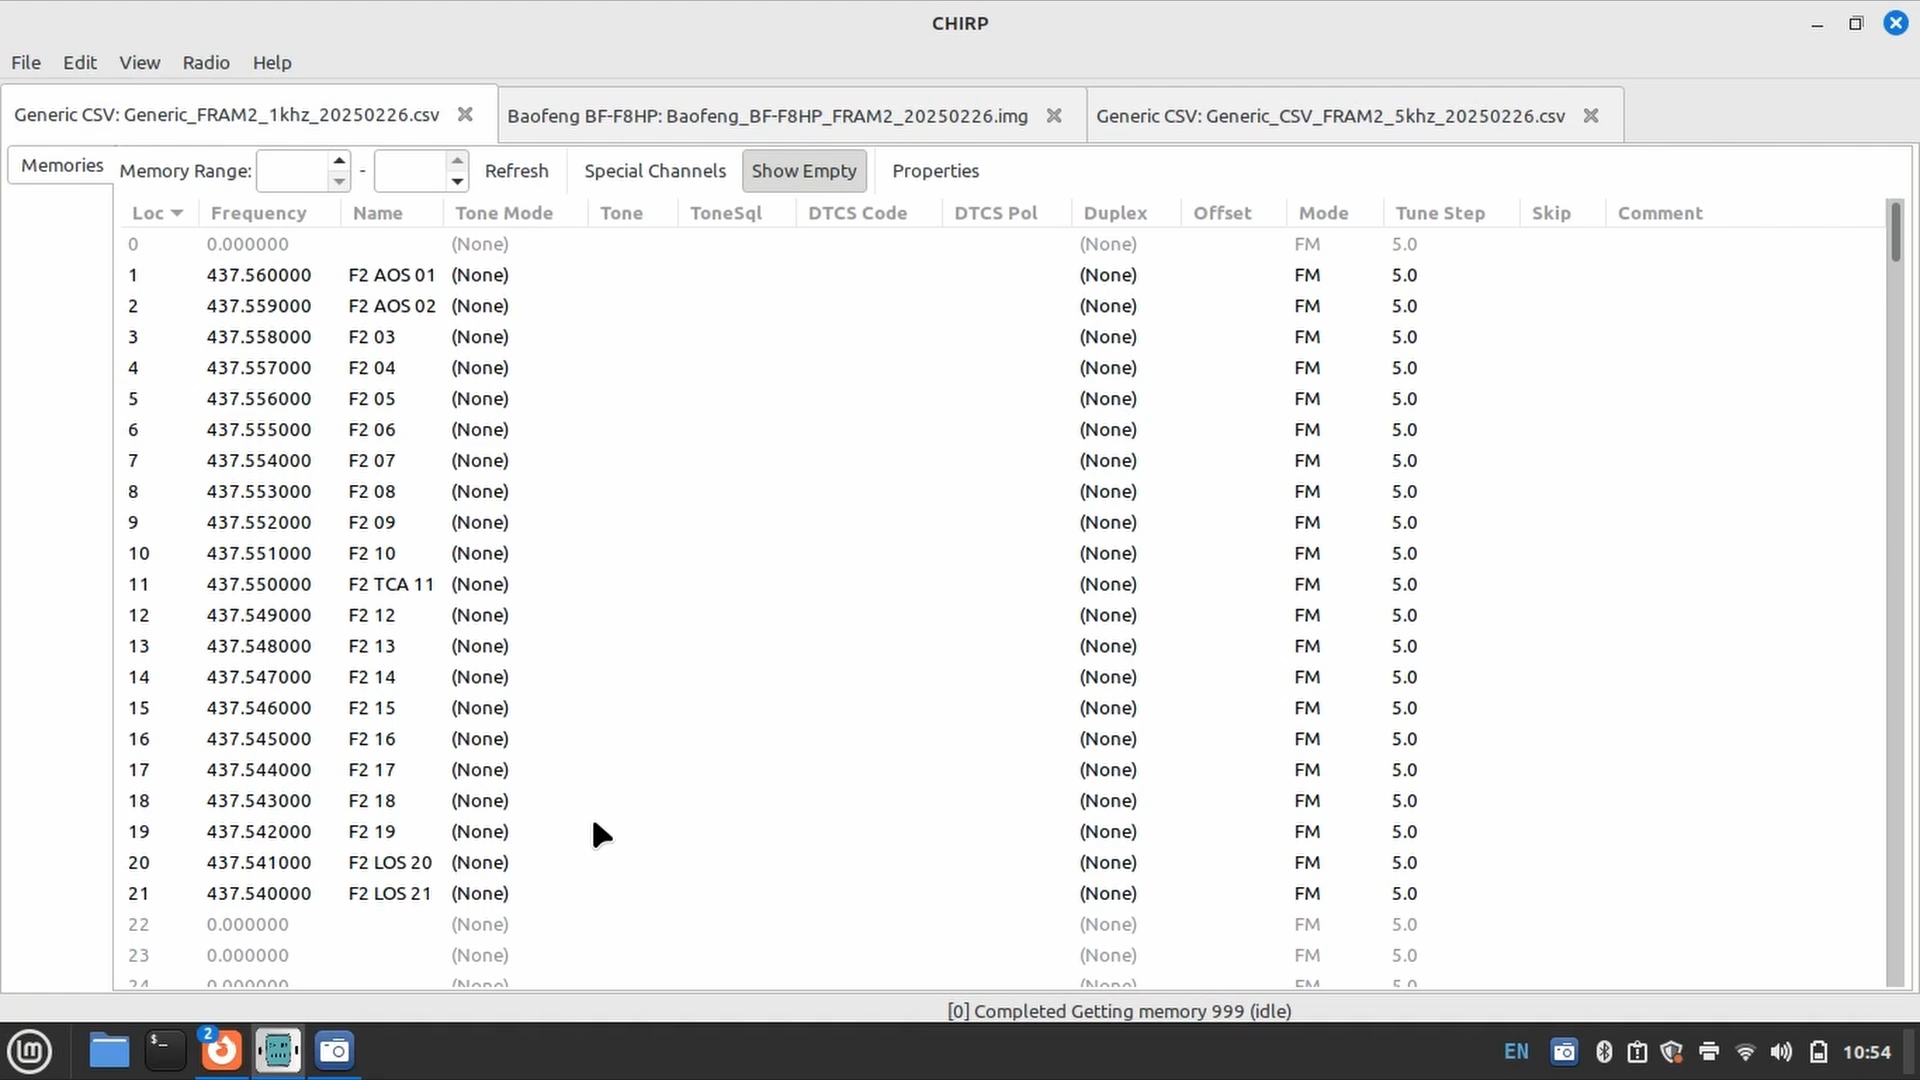 CHIRP
File Edit View Radio Help
Generic CSV: Generic_FRAM2_1khz_20250226.csv Baofeng BF-F8HP: Baofeng_BF-F8HP_FRAM2_20250226.img Generic CSV: Generic_CSV_FRAM2_5khz_20250226.csv
Memories Memory Range: - Refresh Special Channels Show Empty Properties
Loc Frequency Name Tone Mode Tone ToneSql DTCS Code DTCS Pol Duplex Offset Mode Tune Step Skip Comment
0 0.000000 (None) (None) FM 5.0
1 437.560000 F2 AOS 01 (None) (None) FM 5.0
2 437.559000 F2 AOS 02 (None) (None) FM 5.0
3 437.558000 F2 03 (None) (None) FM 5.0
4 437.557000 F2 04 (None) (None) FM 5.0
5 437.556000 F2 05 (None) (None) FM 5.0
6 437.555000 F2 06 (None) (None) FM 5.0
7 437.554000 F2 07 (None) (None) FM 5.0
8 437.553000 F2 08 (None) (None) FM 5.0
9 437.552000 F2 09 (None) (None) FM 5.0
10 437.551000 F2 10 (None) (None) FM 5.0
11 437.550000 F2 TCA 11 (None) (None) FM 5.0
12 437.549000 F2 12 (None) (None) FM 5.0
13 437.548000 F2 13 (None) (None) FM 5.0
14 437.547000 F2 14 (None) (None) FM 5.0
15 437.546000 F2 15 (None) (None) FM 5.0
16 437.545000 F2 16 (None) (None) FM 5.0
17 437.544000 F2 17 (None) (None) FM 5.0
18 437.543000 F2 18 (None) (None) FM 5.0
19 437.542000 F2 19 (None) (None) FM 5.0
20 437.541000 F2 LOS 20 (None) (None) FM 5.0
21 437.540000 F2 LOS 21 (None) (None) FM 5.0
22 0.000000 (None) (None) FM 5.0
23 0.000000 (None) (None) FM 5.0
24 0.000000 (None) (None) FM 5.0
[0] Completed Getting memory 999 (idle)
2 EN 10:54